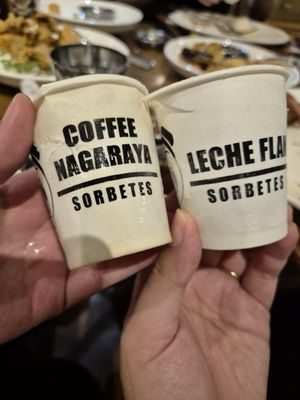 COFFEE
NAGARAYA
SORBETES
LECHE FLA
SORBETES